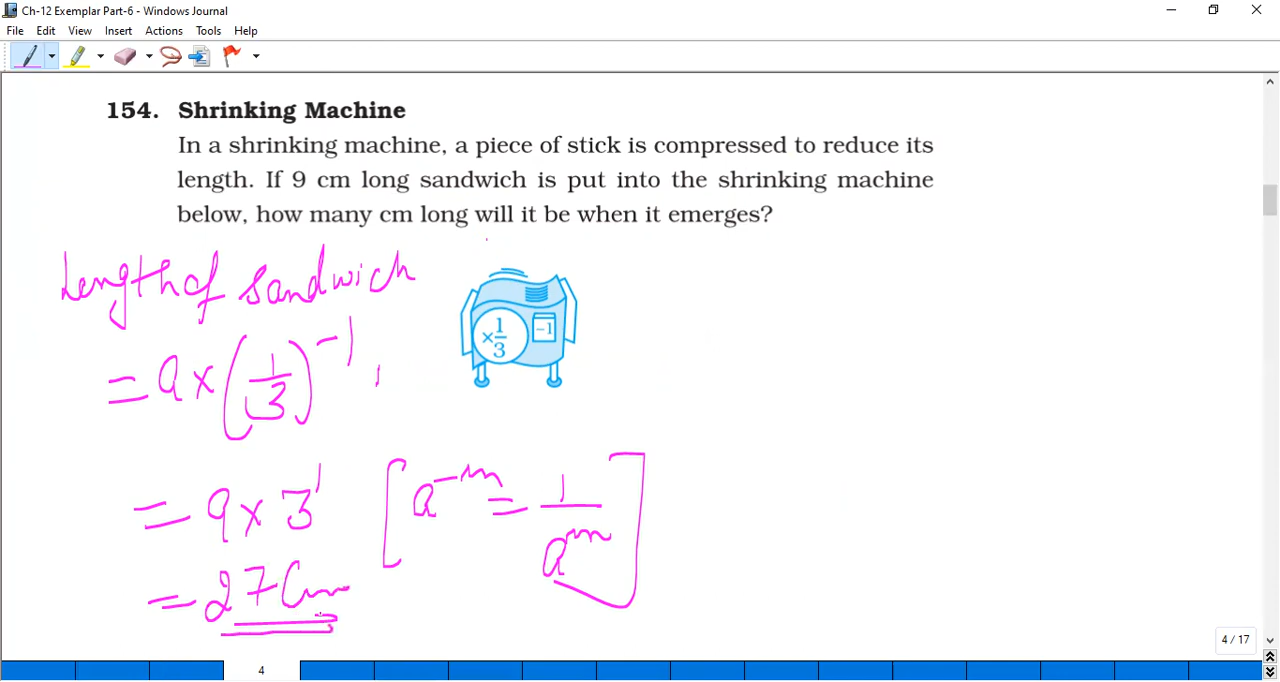 Ch-12 Exemplar Part-6 - Windows Journal
File Edit View Insert Actions Tools Help
154. Shrinking Machine
In a shrinking machine, a piece of stick is compressed to reduce its
length. If 9 cm long sandwich is put into the shrinking machine
below, how many cm long will it be when it emerges?
Length of sandwich
×1/3 -1
= 9 × (1/3)^-1
= 9 × 3^1 [a^-m = 1/a^m]
= 27 Cm
4 / 17
4